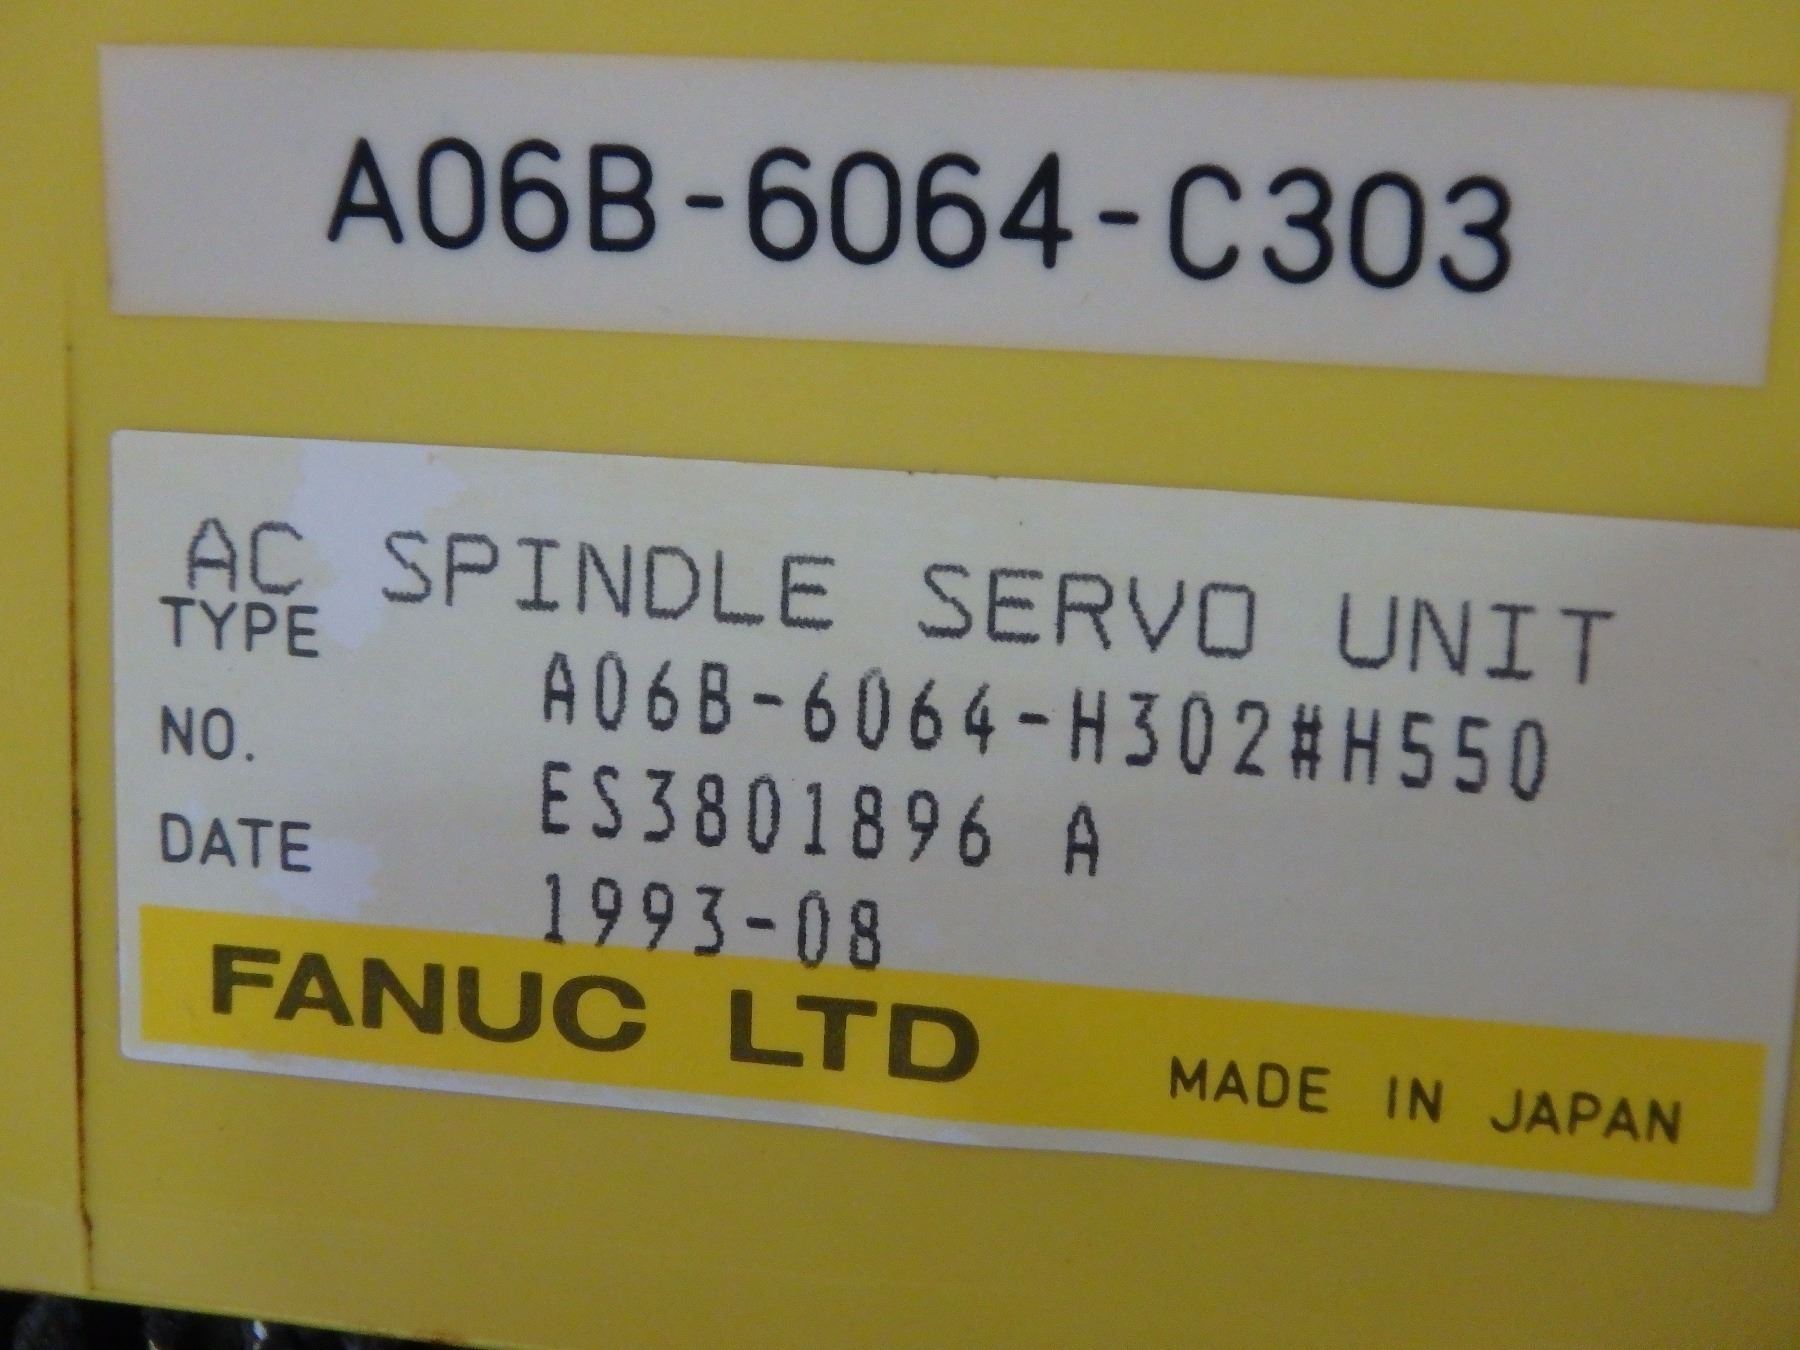 A06B-6064-C303
AC SPINDLE SERVO UNIT
TYPE A06B-6064-H302#H550
NO. ES3801896 A
DATE 1993-08
FANUC LTD MADE IN JAPAN